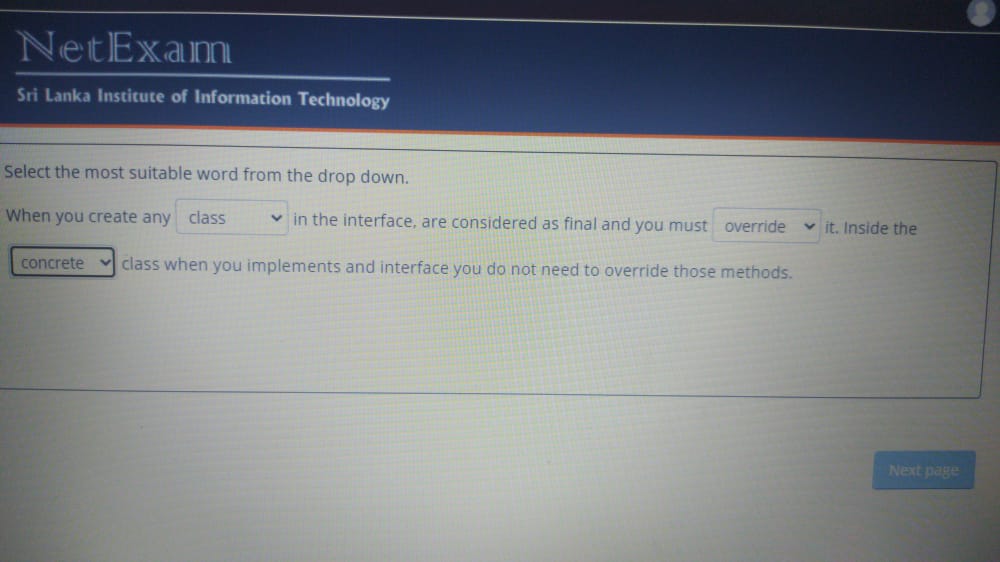 NetExam
Sri Lanka Institute of Information Technology
Select the most suitable word from the drop down.
When you create any class in the interface, are considered as final and you must override it. Inside the
concrete class when you implements and interface you do not need to override those methods.
Next page